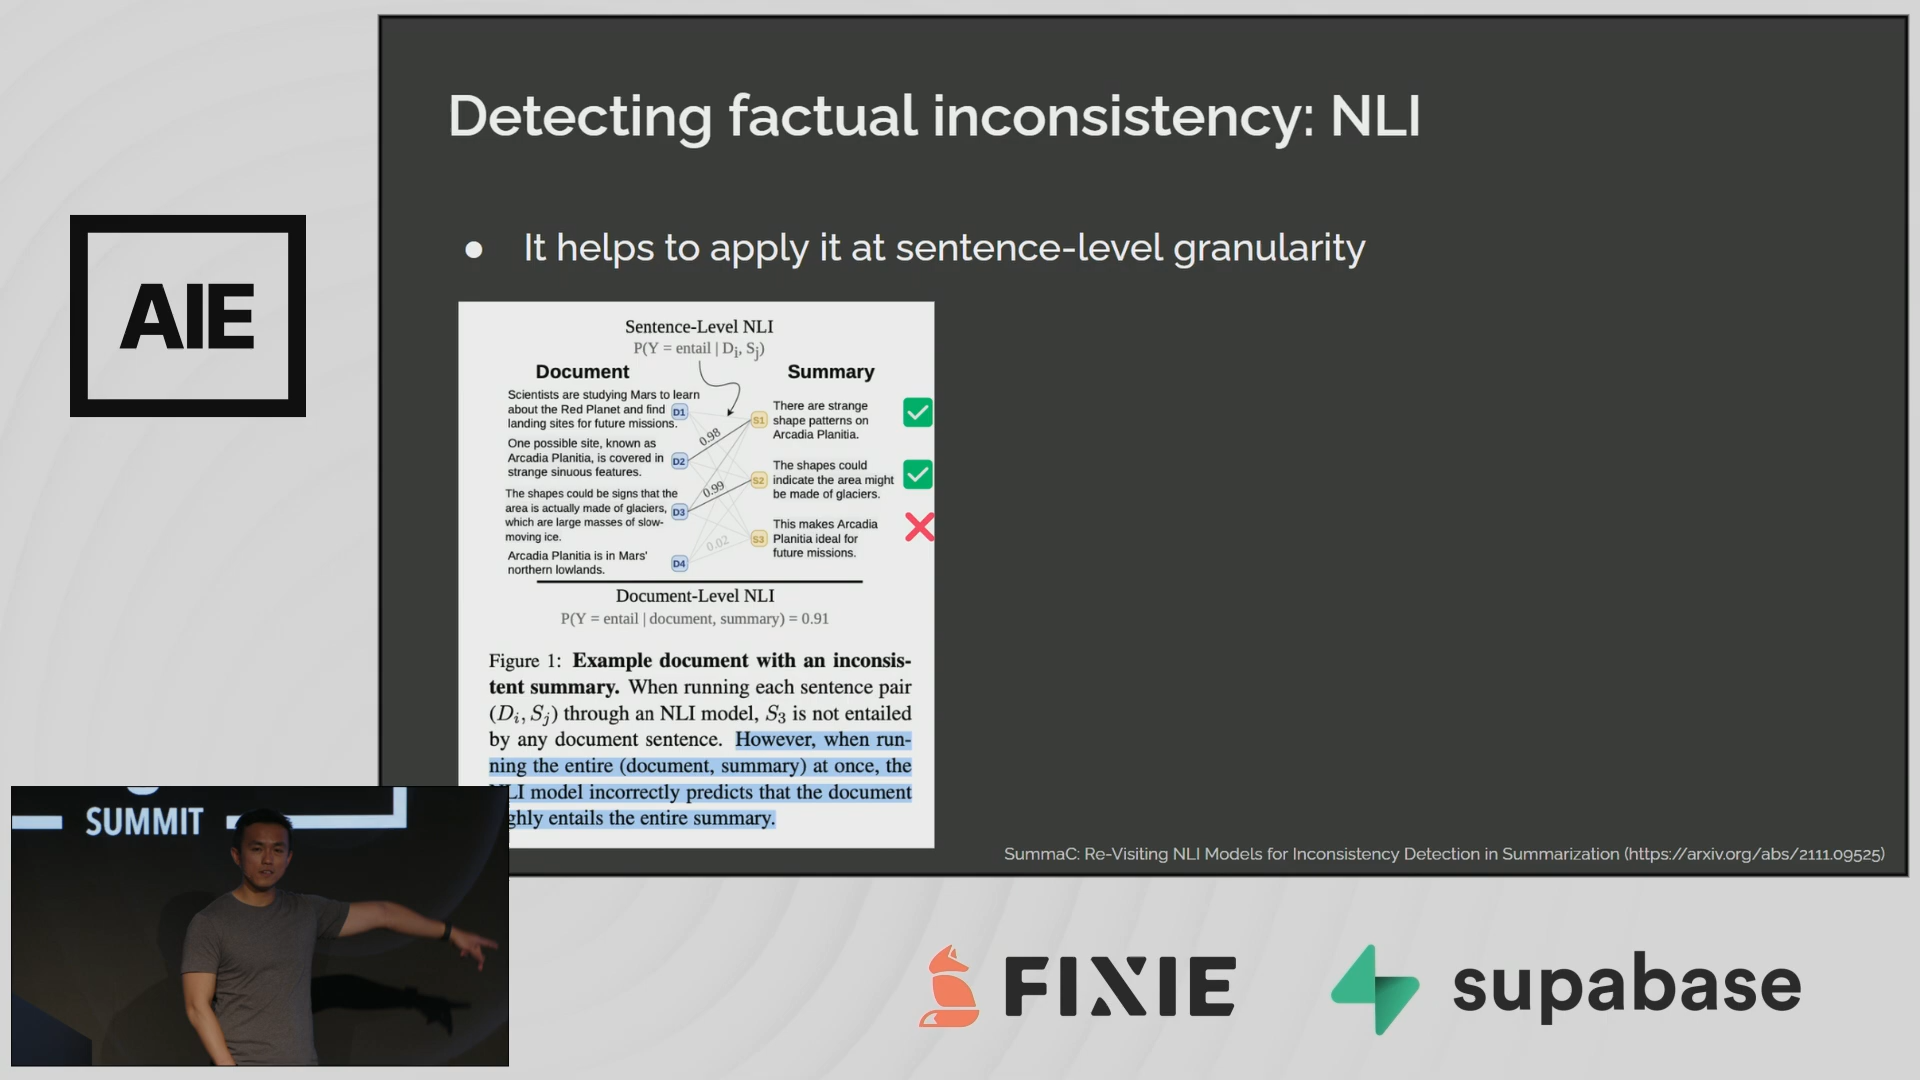 Detecting factual inconsistency: NLI
AIE
● It helps to apply it at sentence-level granularity
Sentence-Level NLI
P(Y = entail | Di, Sj)
Document
Scientists are studying Mars to learn
about the Red Planet and find
landing sites for future missions.
D1
One possible site, known as
Arcadia Planitia, is covered in
strange sinuous features.
D2
The shapes could be signs that the
area is actually made of glaciers,
which are large masses of slow-
moving ice.
D3
Arcadia Planitia is in Mars'
northern lowlands.
D4
0.98
0.99
0.02
Summary
S1
There are strange
shape patterns on
Arcadia Planitia.
S2
The shapes could
indicate the area might
be made of glaciers.
S3
This makes Arcadia
Planitia ideal for
future missions.
Document-Level NLI
P(Y = entail | document, summary) = 0.91
Figure 1: Example document with an inconsis-
tent summary. When running each sentence pair
(Di, Sj) through an NLI model, S3 is not entailed
by any document sentence. However, when run-
ning the entire (document, summary) at once, the
NLI model incorrectly predicts that the document
ghly entails the entire summary.
SummaC: Re-Visiting NLI Models for Inconsistency Detection in Summarization (https://arxiv.org/abs/2111.09525)
SUMMIT
FIXIE
supabase